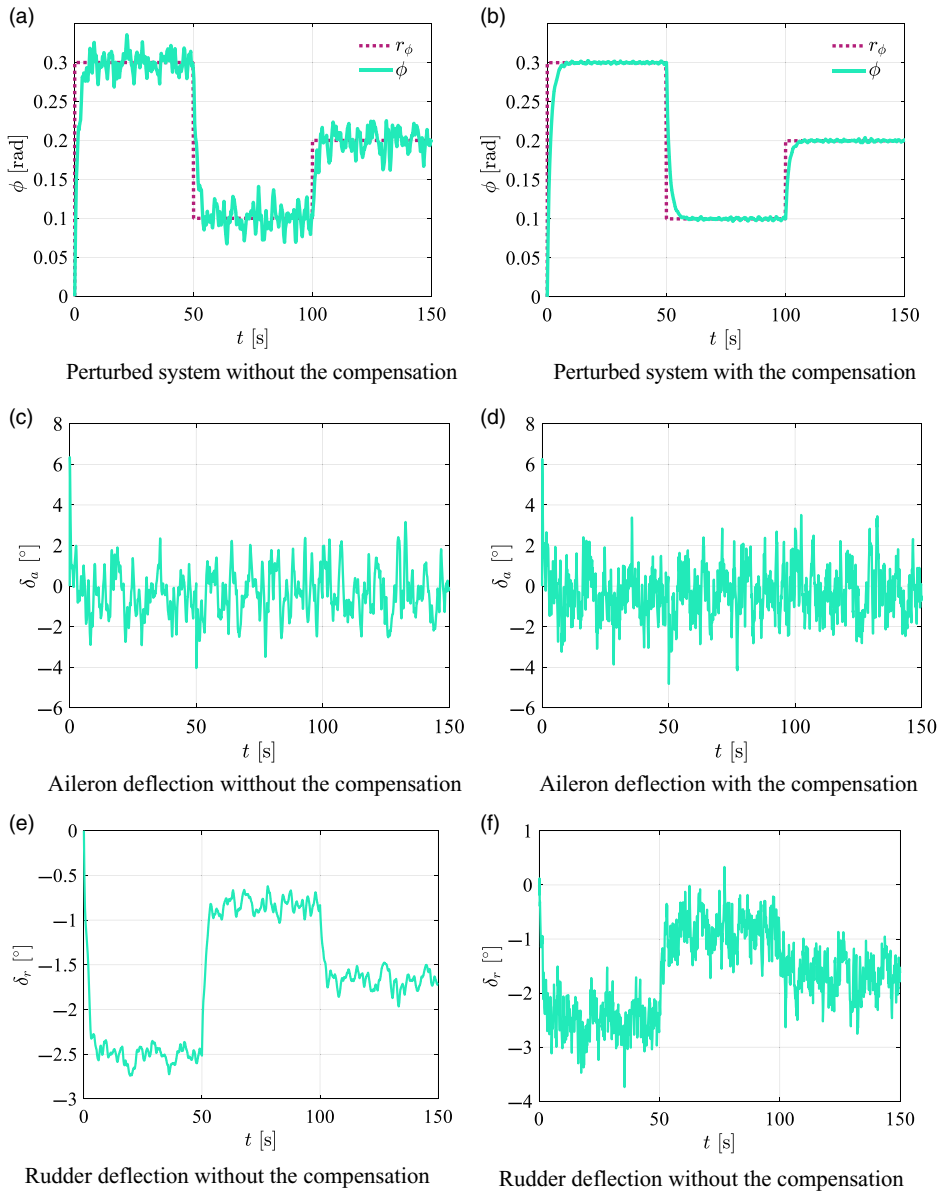 (a)
r_ϕ
ϕ
0.3
0.25
0.2
0.15
0.1
0.05
0
ϕ [rad]
0 50 100 150
t [s]
Perturbed system without the compensation
(b)
r_ϕ
ϕ
0.3
0.25
0.2
0.15
0.1
0.05
0
ϕ [rad]
0 50 100 150
t [s]
Perturbed system with the compensation
(c)
8
6
4
2
0
−2
−4
−6
δ_a [°]
0 50 100 150
t [s]
Aileron deflection without the compensation
(d)
8
6
4
2
0
−2
−4
−6
δ_a [°]
0 50 100 150
t [s]
Aileron deflection with the compensation
(e)
0
−0.5
−1
−1.5
−2
−2.5
−3
δ_r [°]
0 50 100 150
t [s]
Rudder deflection without the compensation
(f)
1
0
−1
−2
−3
−4
δ_r [°]
0 50 100 150
t [s]
Rudder deflection without the compensation